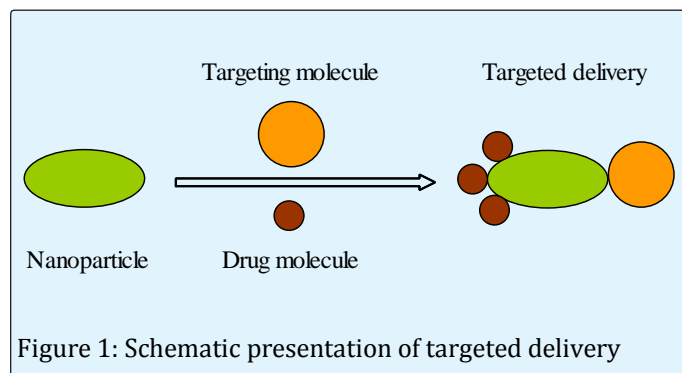 Targeting molecule
Targeted delivery
Nanoparticle
Drug molecule
Figure 1: Schematic presentation of targeted delivery